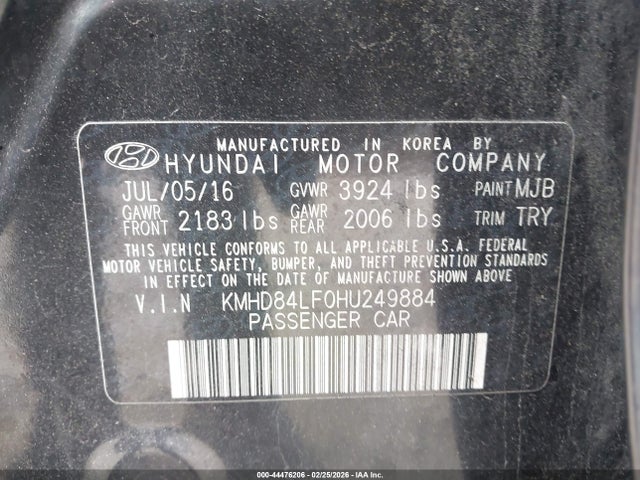 MANUFACTURED IN KOREA BY
HYUNDAI MOTOR COMPANY
JUL/05/16 GVWR 3924 lbs PAINT MJB
GAWR FRONT 2183 lbs GAWR REAR 2006 lbs TRIM TRY
THIS VEHICLE CONFORMS TO ALL APPLICABLE U.S.A. FEDERAL
MOTOR VEHICLE SAFETY, BUMPER, AND THEFT PREVENTION STANDARDS
IN EFFECT ON THE DATE OF MANUFACTURE SHOWN ABOVE
V.I.N KMHD84LF0HU249884
PASSENGER CAR
000-44476206 - 02/25/2026 - IAA Inc.